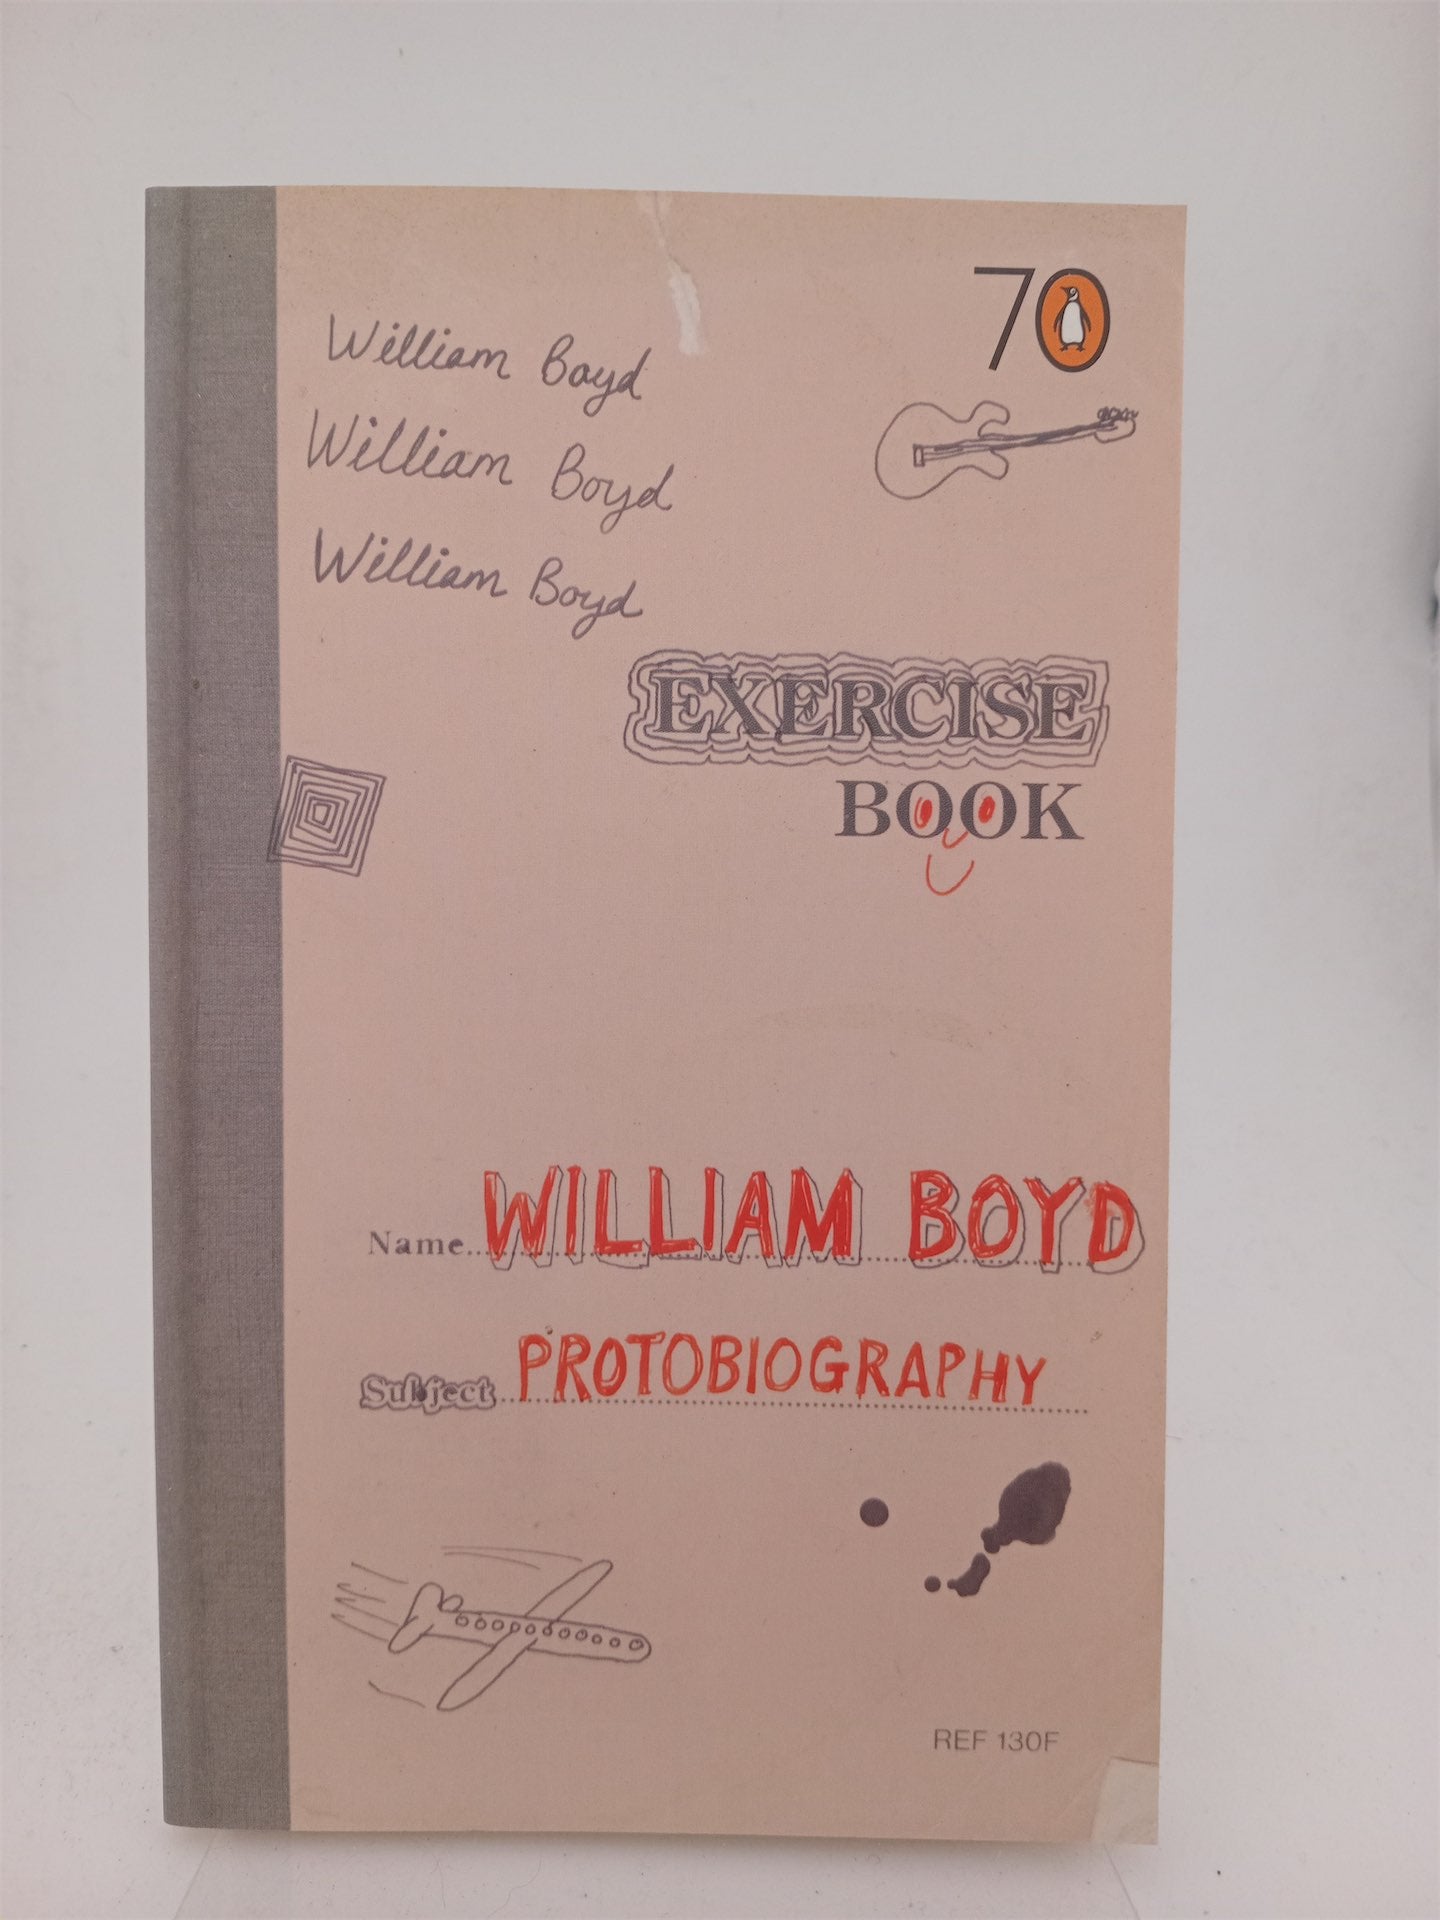 70
William Boyd
William Boyd
William Boyd
EXERCISE
BOOK
Name WILLIAM BOYD
Subject PROTOBIOGRAPHY
REF 130F